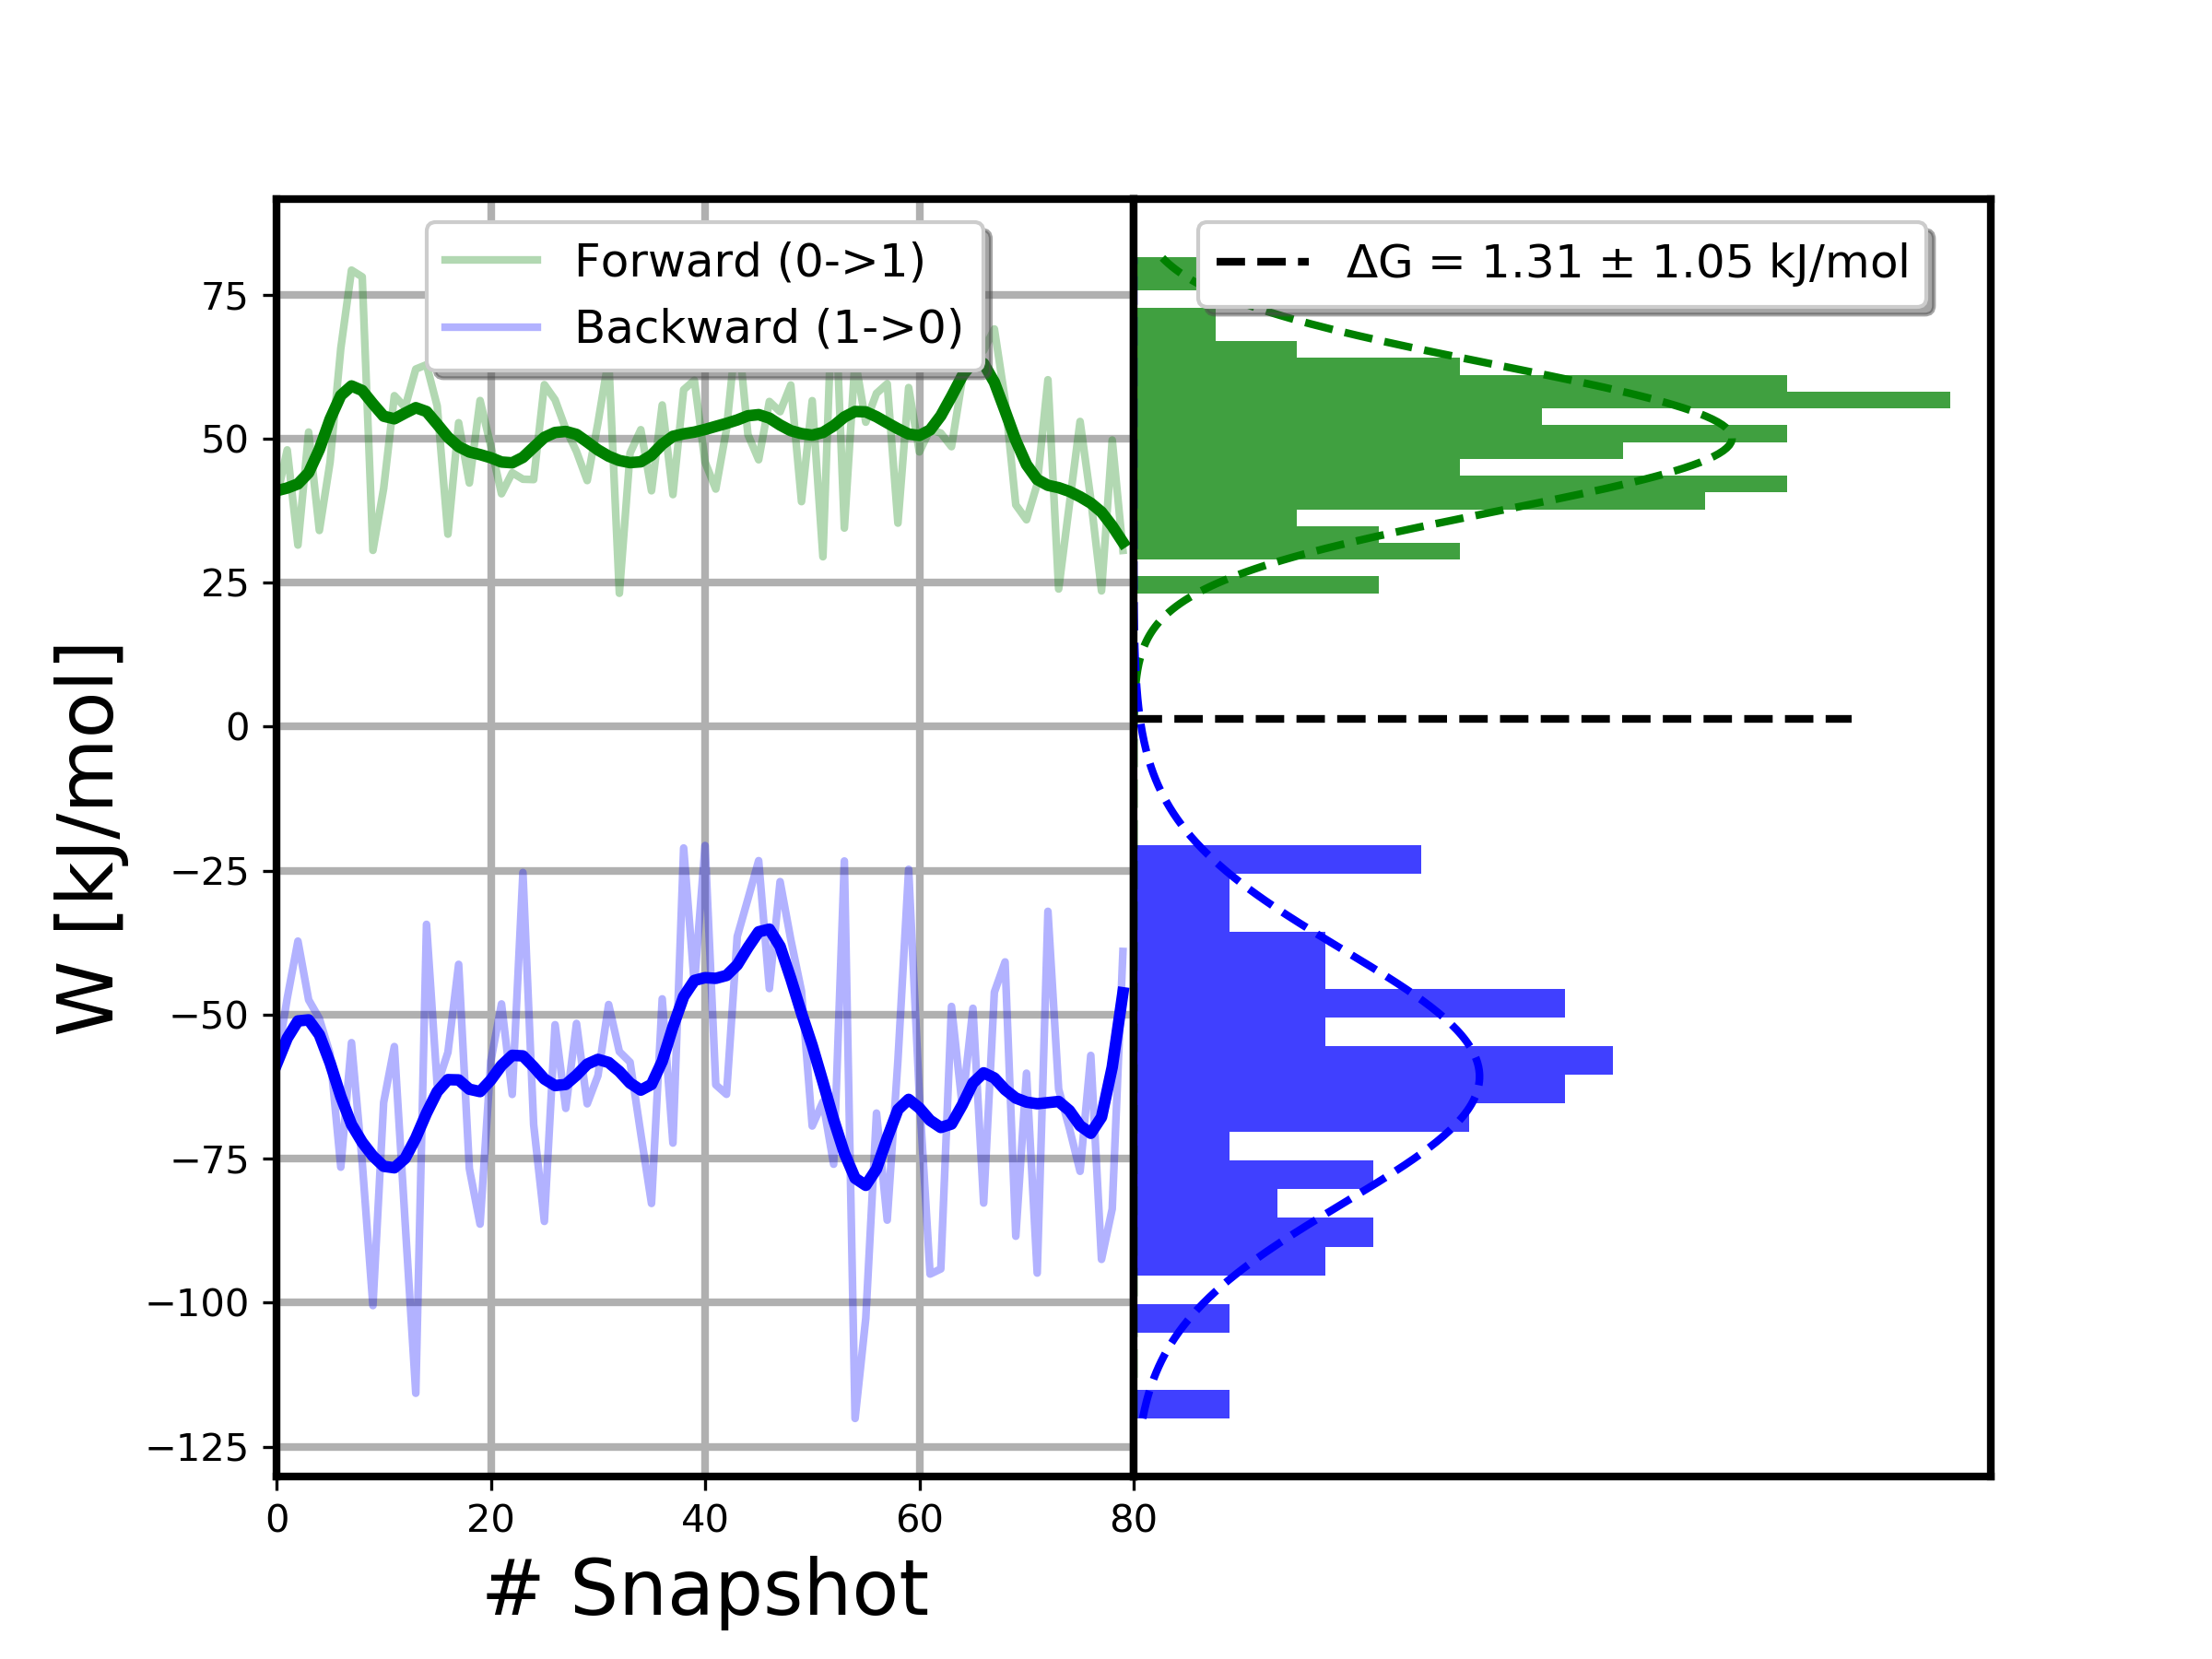 Forward (0->1)
Backward (1->0)
ΔG = 1.31 ± 1.05 kJ/mol
W [kJ/mol]
75
50
25
0
−25
−50
−75
−100
−125
0 20 40 60 80
# Snapshot